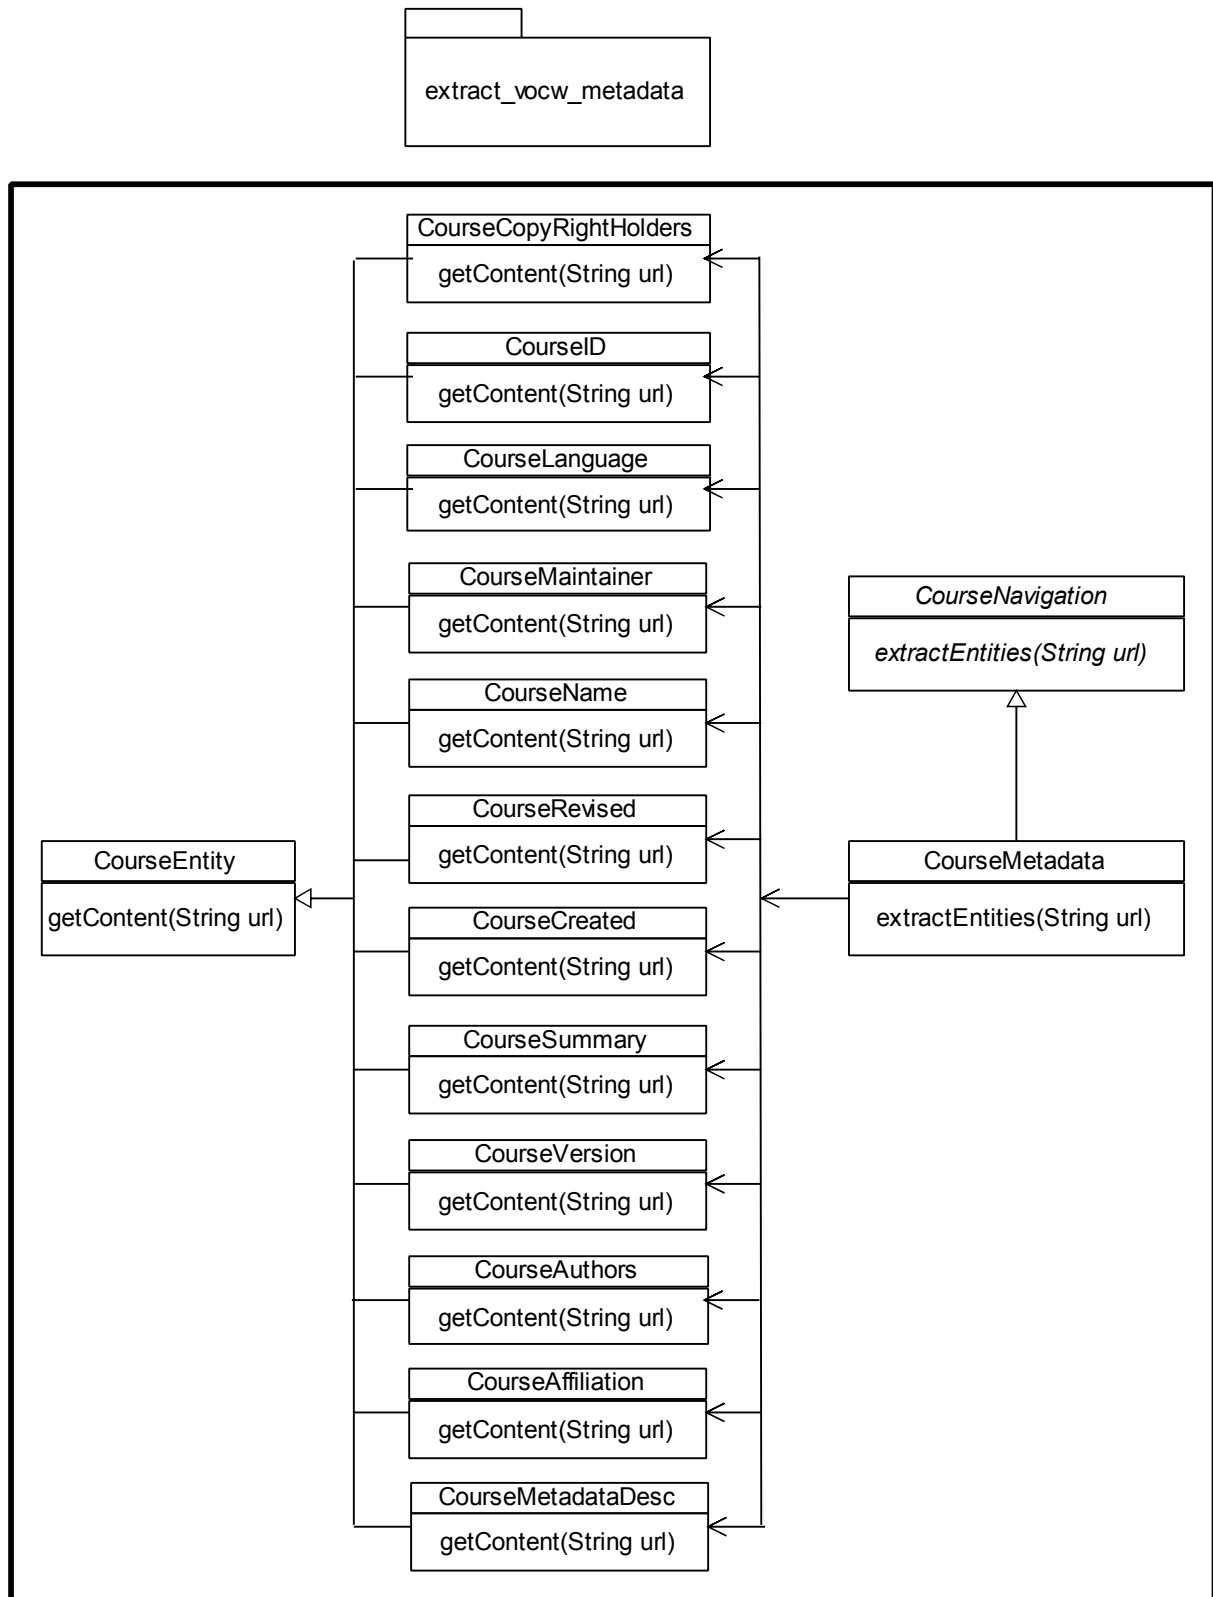 extract_vocw_metadata
CourseCopyRightHolders
getContent(String url)
CourseID
getContent(String url)
CourseLanguage
getContent(String url)
CourseMaintainer
getContent(String url)
CourseNavigation
extractEntities(String url)
CourseName
getContent(String url)
CourseRevised
getContent(String url)
CourseEntity
getContent(String url)
CourseMetadata
extractEntities(String url)
CourseCreated
getContent(String url)
CourseSummary
getContent(String url)
CourseVersion
getContent(String url)
CourseAuthors
getContent(String url)
CourseAffiliation
getContent(String url)
CourseMetadataDesc
getContent(String url)